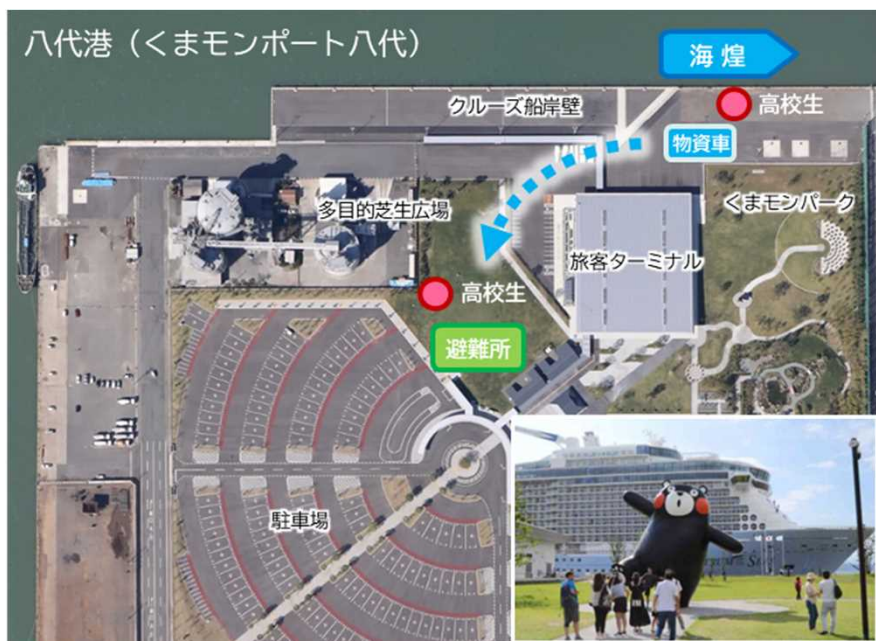 八代港（くまモンポート八代）
海煌
クルーズ船岸壁
高校生
物資車
多目的芝生広場
くまモンパーク
旅客ターミナル
高校生
避難所
駐車場